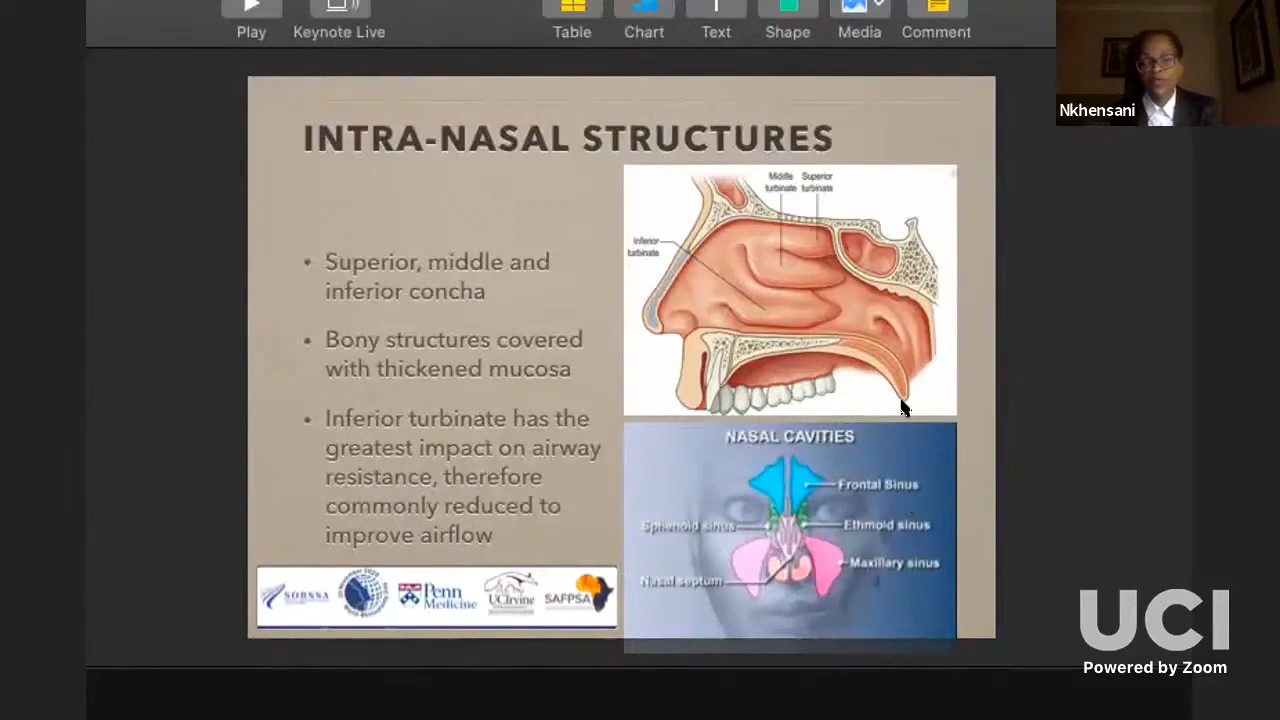 Play
Keynote Live
Table
Chart
Text
Shape
Media
Comment
Nkhensani
INTRA-NASAL STRUCTURES
• Superior, middle and
inferior concha
• Bony structures covered
with thickened mucosa
• Inferior turbinate has the
greatest impact on airway
resistance, therefore
commonly reduced to
improve airflow
Middle
turbinate
Superior
turbinate
Inferior
turbinate
NASAL CAVITIES
Frontal Sinus
Sphenoid sinus
Ethmoid sinus
Maxillary sinus
Nasal septum
SORSSA
Penn
Medicine
UCIrvine
SAFPSA
UCI
Powered by Zoom